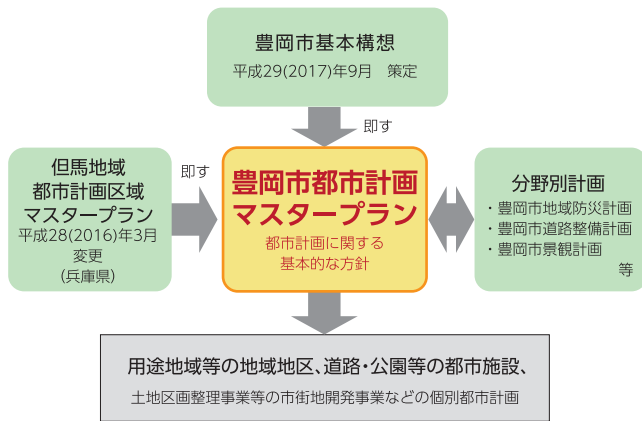 豊岡市基本構想
平成29(2017)年9月　策定
即す
但馬地域
都市計画区域
マスタープラン
平成28(2016)年3月
変更
(兵庫県)
即す
豊岡市都市計画
マスタープラン
都市計画に関する
基本的な方針
分野別計画
・豊岡市地域防災計画
・豊岡市道路整備計画
・豊岡市景観計画
等
用途地域等の地域地区、道路・公園等の都市施設、
土地区画整理事業等の市街地開発事業などの個別都市計画